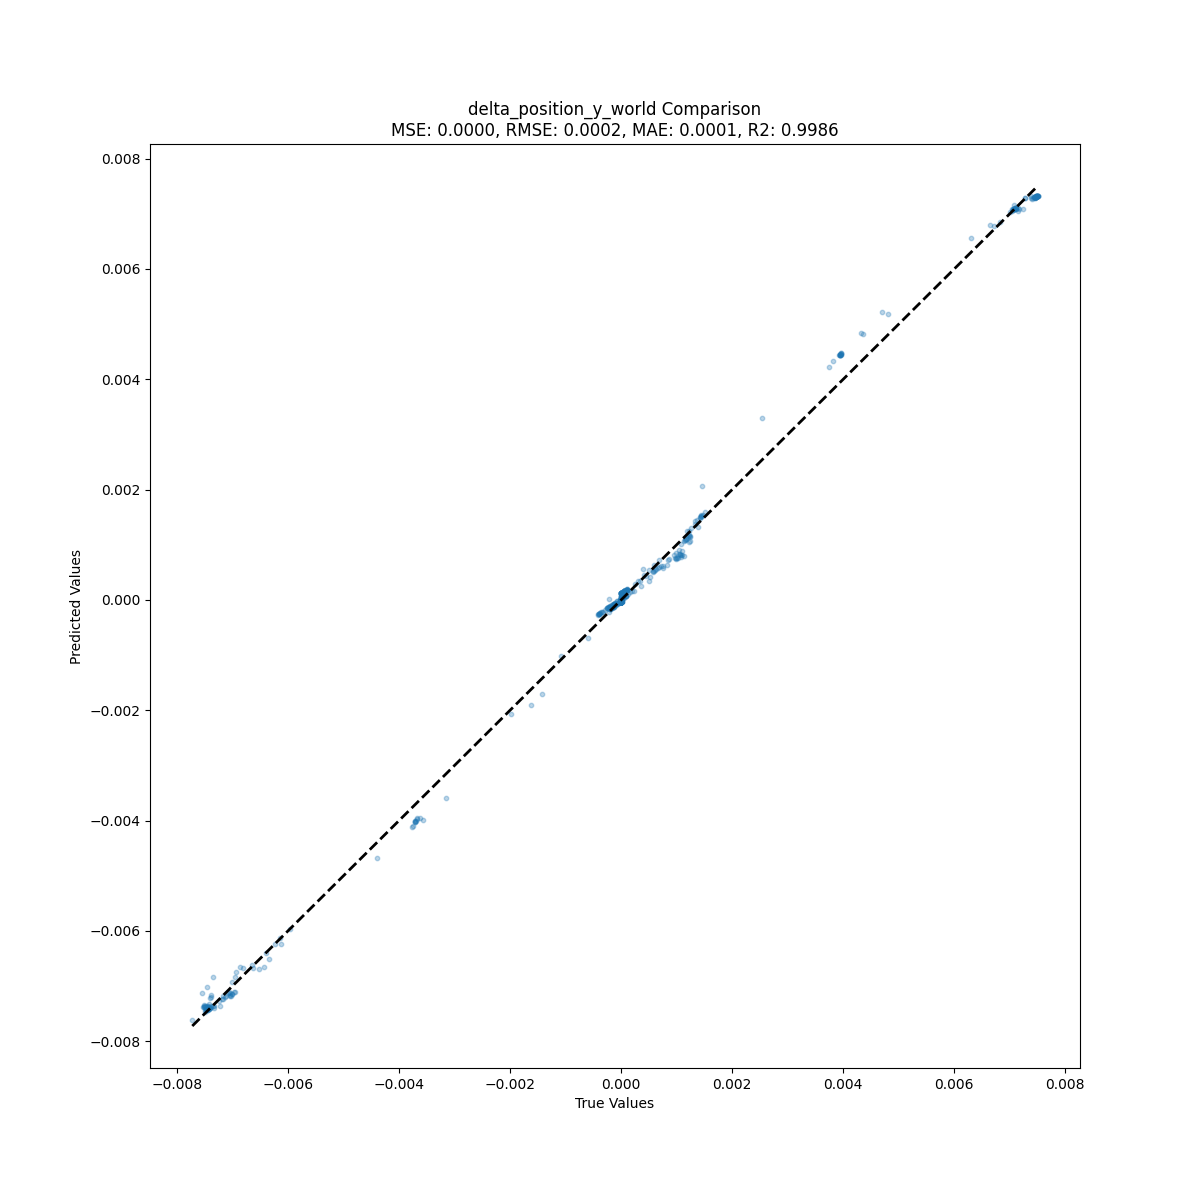 delta_position_y_world Comparison
MSE: 0.0000, RMSE: 0.0002, MAE: 0.0001, R2: 0.9986
0.008
0.006
0.004
0.002
0.000
−0.002
−0.004
−0.006
−0.008
Predicted Values
−0.008 −0.006 −0.004 −0.002 0.000 0.002 0.004 0.006 0.008
True Values